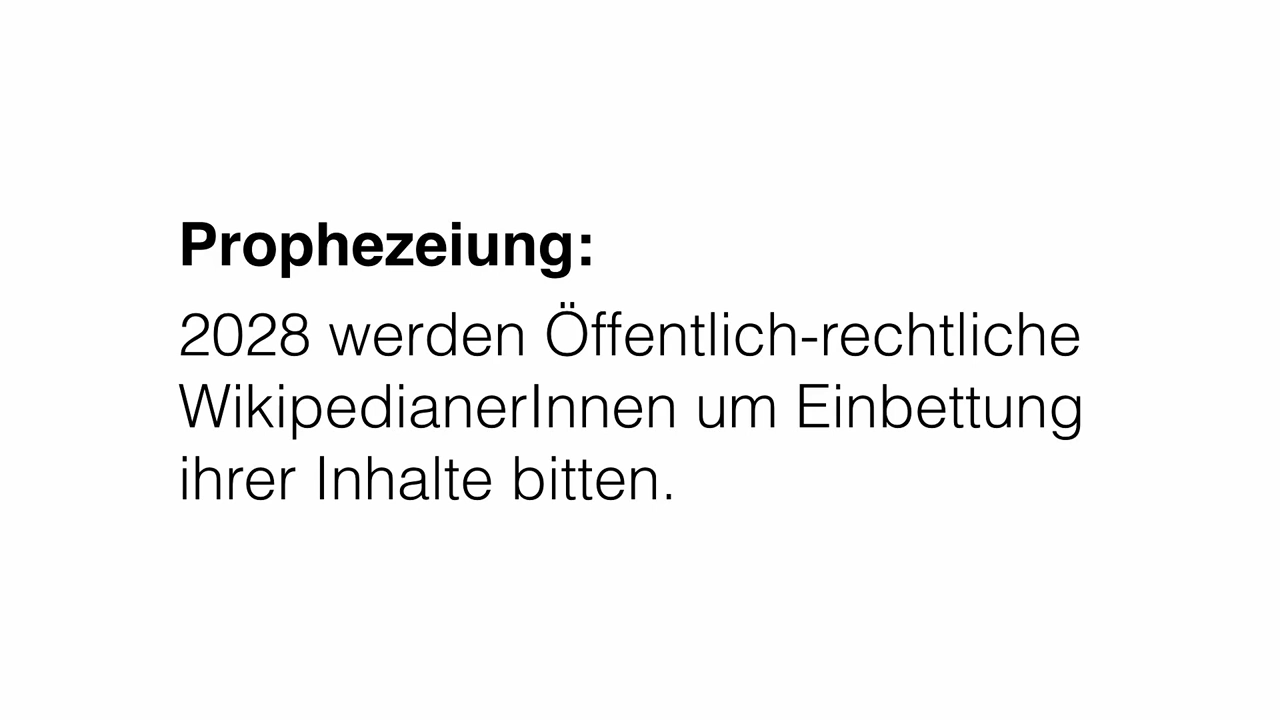 Prophezeiung:
2028 werden Öffentlich-rechtliche
WikipedianerInnen um Einbettung
ihrer Inhalte bitten.